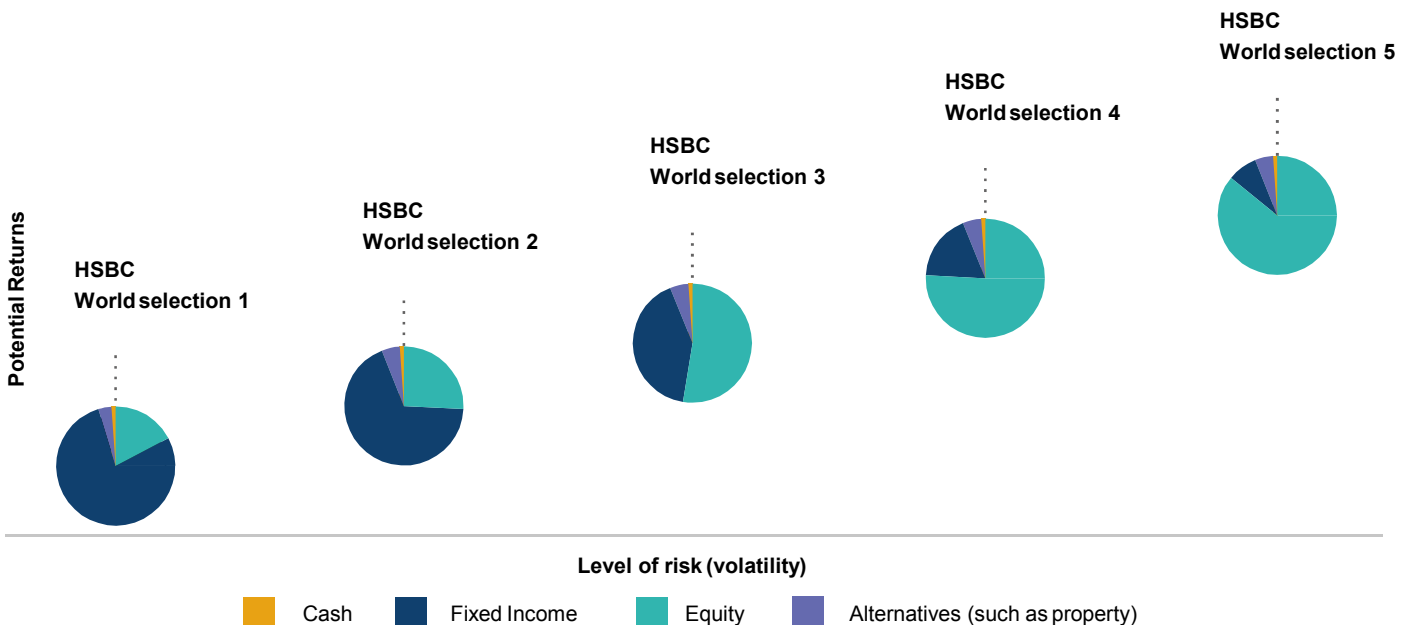 HSBC
World selection 5
HSBC
World selection 4
HSBC
World selection 3
HSBC
World selection 2
HSBC
World selection 1
Potential Returns
Level of risk (volatility)
Cash
Fixed Income
Equity
Alternatives (such as property)